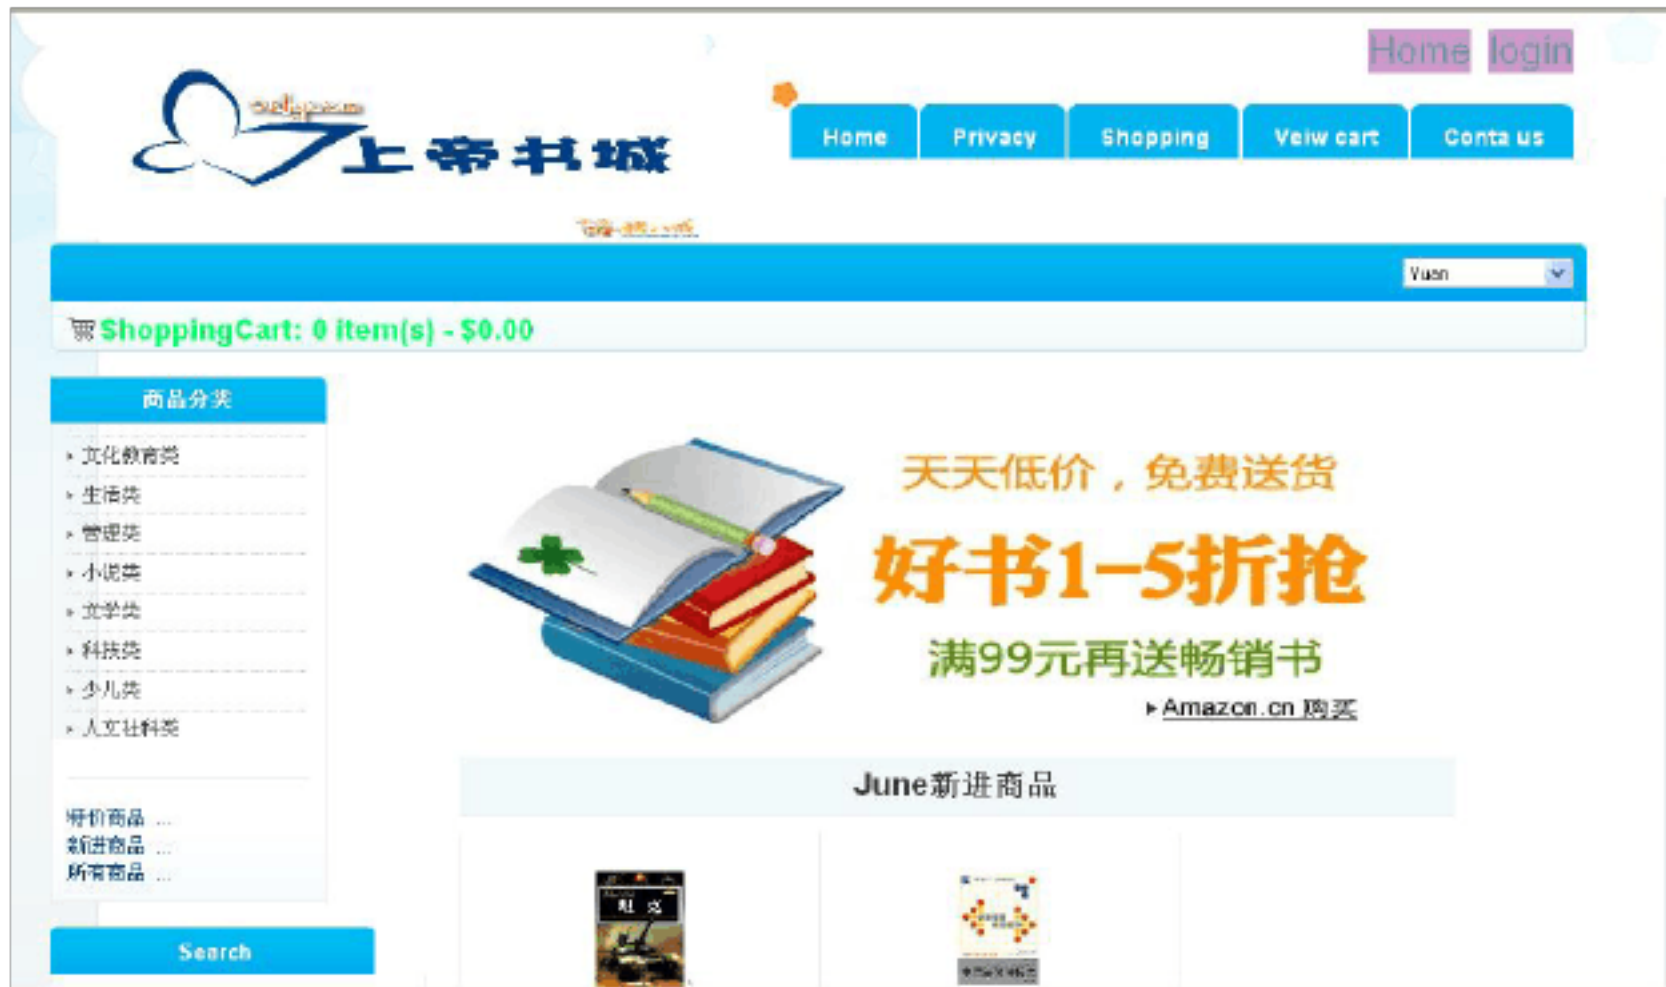 Home login
上帝书城
Home Privacy Shopping Veiw cart Conta us
Yuan
ShoppingCart: 0 item(s) - $0.00
商品分类
文化教育类
生活类
管理类
小说类
文学类
科技类
少儿类
人文社科类
特价商品 ...
新进商品 ...
所有商品 ...
Search
天天低价，免费送货
好书1-5折抢
满99元再送畅销书
Amazon.cn 购买
June新进商品
坦克